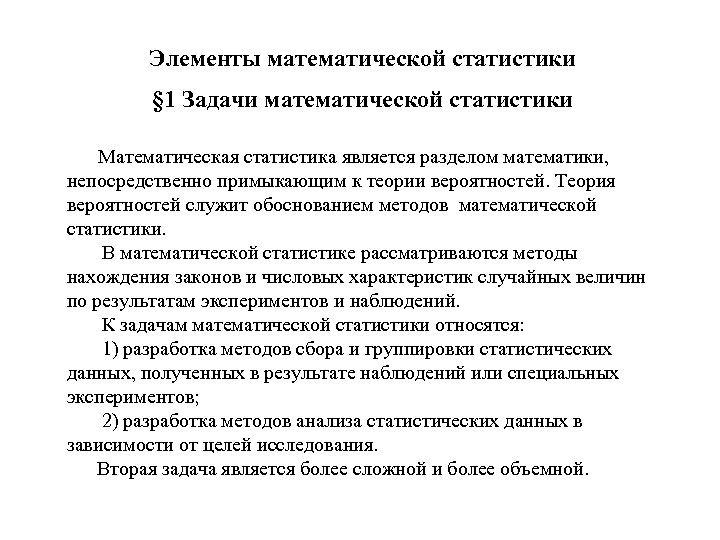 Элементы математической статистики
§1 Задачи математической статистики
Математическая статистика является разделом математики,
непосредственно примыкающим к теории вероятностей. Теория
вероятностей служит обоснованием методов математической
статистики.
В математической статистике рассматриваются методы
нахождения законов и числовых характеристик случайных величин
по результатам экспериментов и наблюдений.
К задачам математической статистики относятся:
1) разработка методов сбора и группировки статистических
данных, полученных в результате наблюдений или специальных
экспериментов;
2) разработка методов анализа статистических данных в
зависимости от целей исследования.
Вторая задача является более сложной и более объемной.